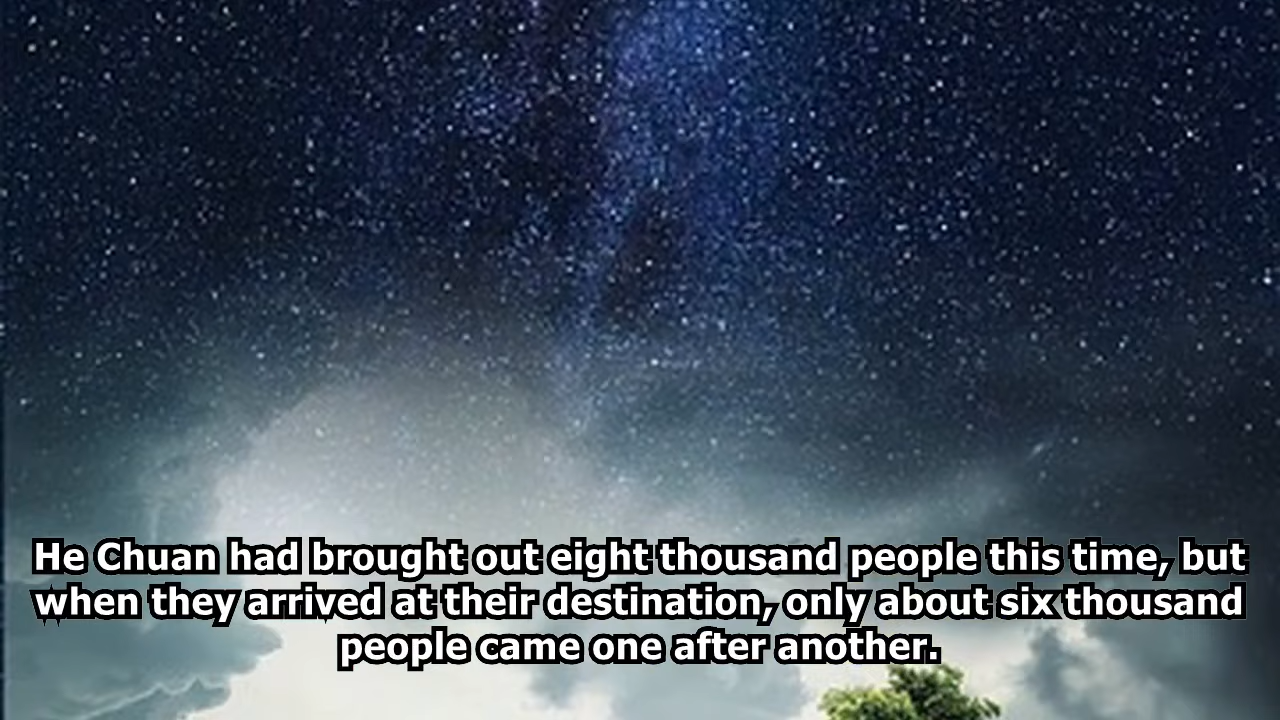 He Chuan had brought out eight thousand people this time, but
when they arrived at their destination, only about six thousand
people came one after another.